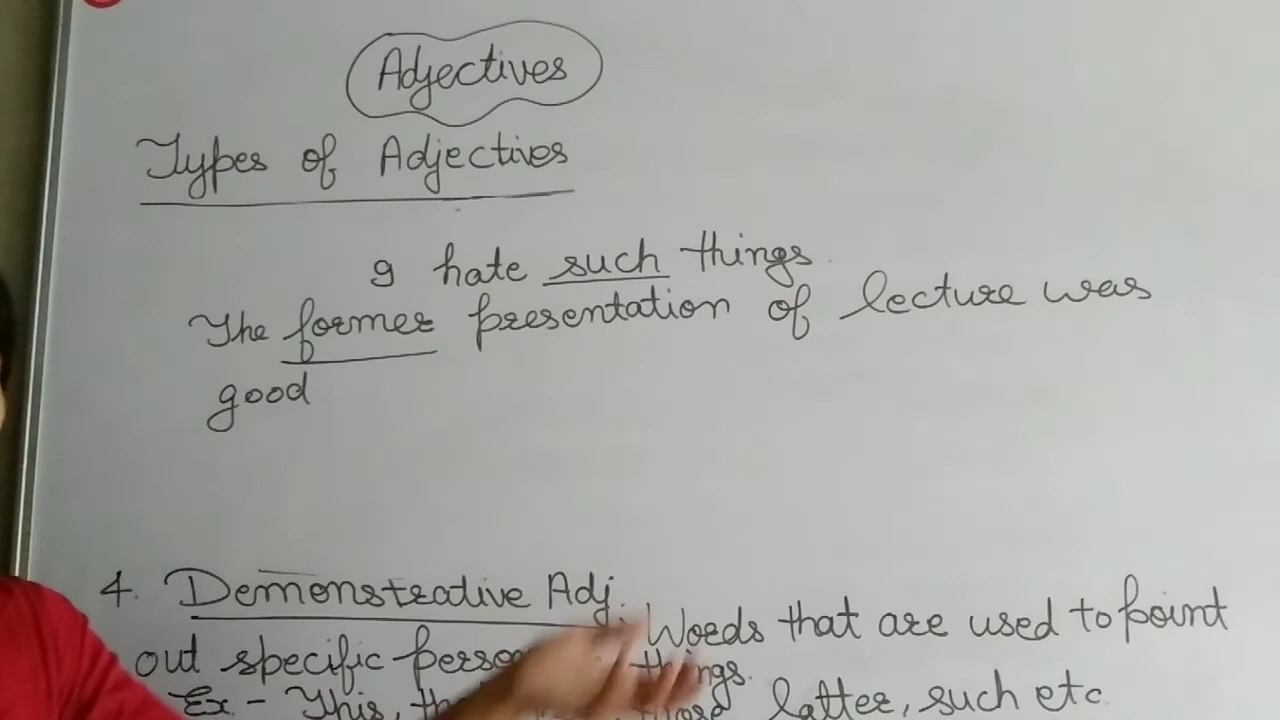 Adjectives
Types of Adjectives
I hate such things.
The former presentation of lecture was
good
4. Demonstrative Adj. Words that are used to point
out specific things.
Ex - This, latter, such etc.